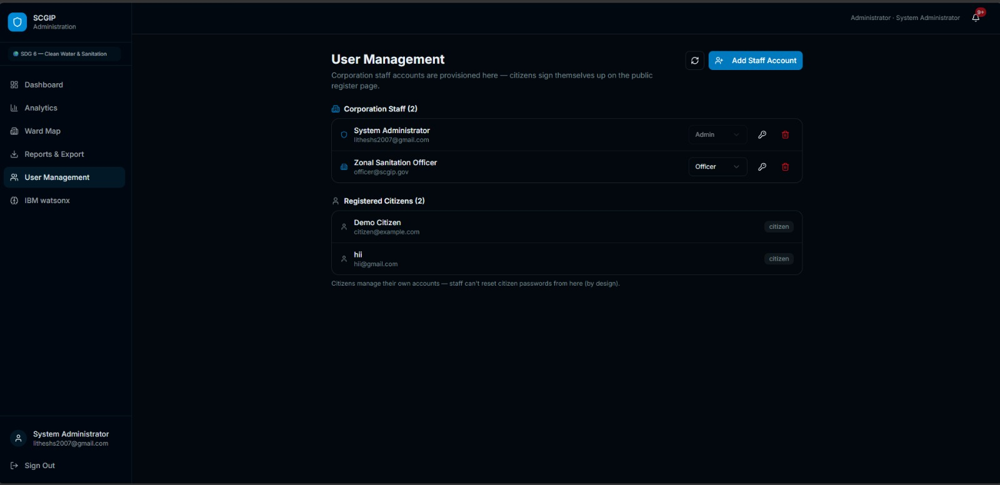 SCGIP
Administration
SDG 6 — Clean Water & Sanitation
Dashboard
Analytics
Ward Map
Reports & Export
User Management
IBM watsonx
System Administrator
litheshs2007@gmail.com
Sign Out
Administrator · System Administrator
9+
User Management
Corporation staff accounts are provisioned here — citizens sign themselves up on the public
register page.
Add Staff Account
Corporation Staff (2)
System Administrator
litheshs2007@gmail.com
Admin
Zonal Sanitation Officer
officer@scgip.gov
Officer
Registered Citizens (2)
Demo Citizen
citizen@example.com
citizen
hii
hii@gmail.com
citizen
Citizens manage their own accounts — staff can't reset citizen passwords from here (by design).